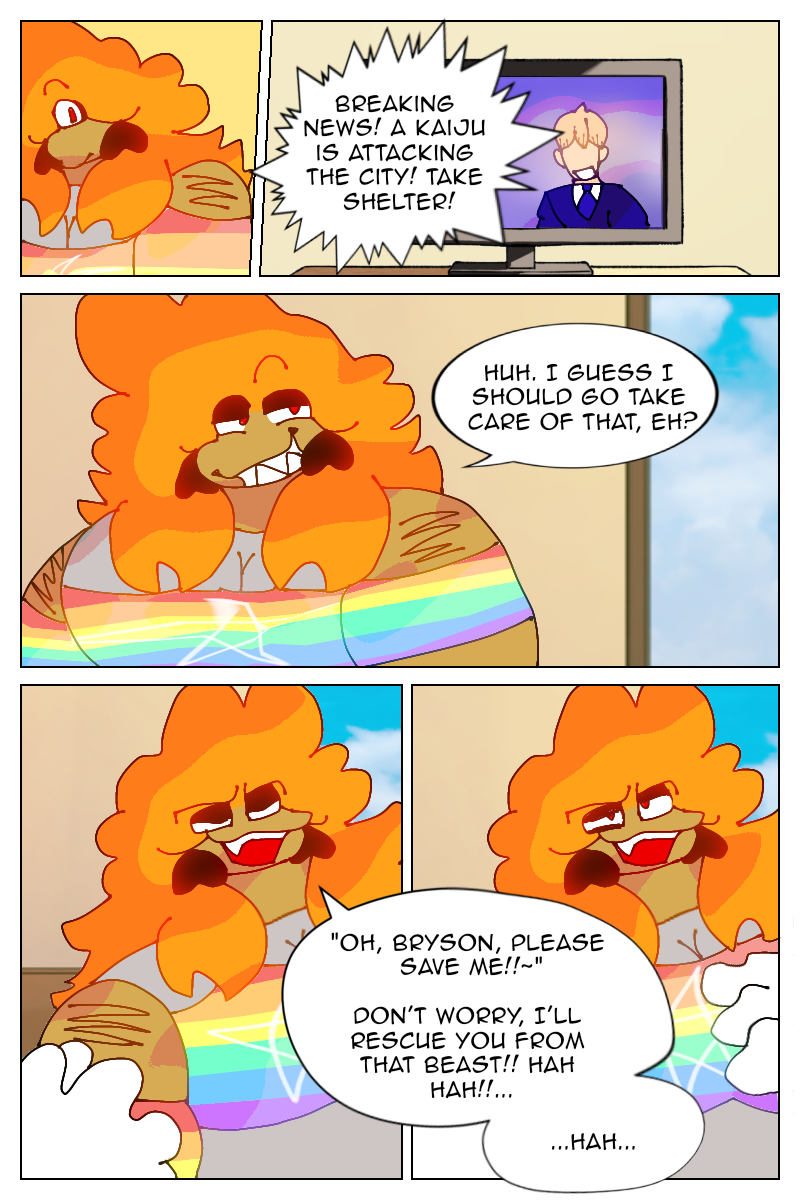 BREAKING
NEWS! A KAIJU
IS ATTACKING
THE CITY! TAKE
SHELTER!
HUH. I GUESS I
SHOULD GO TAKE
CARE OF THAT, EH?
"OH, BRYSON, PLEASE
SAVE ME!!~"
DON'T WORRY, I'LL
RESCUE YOU FROM
THAT BEAST!! HAH
HAH!!...
...HAH...